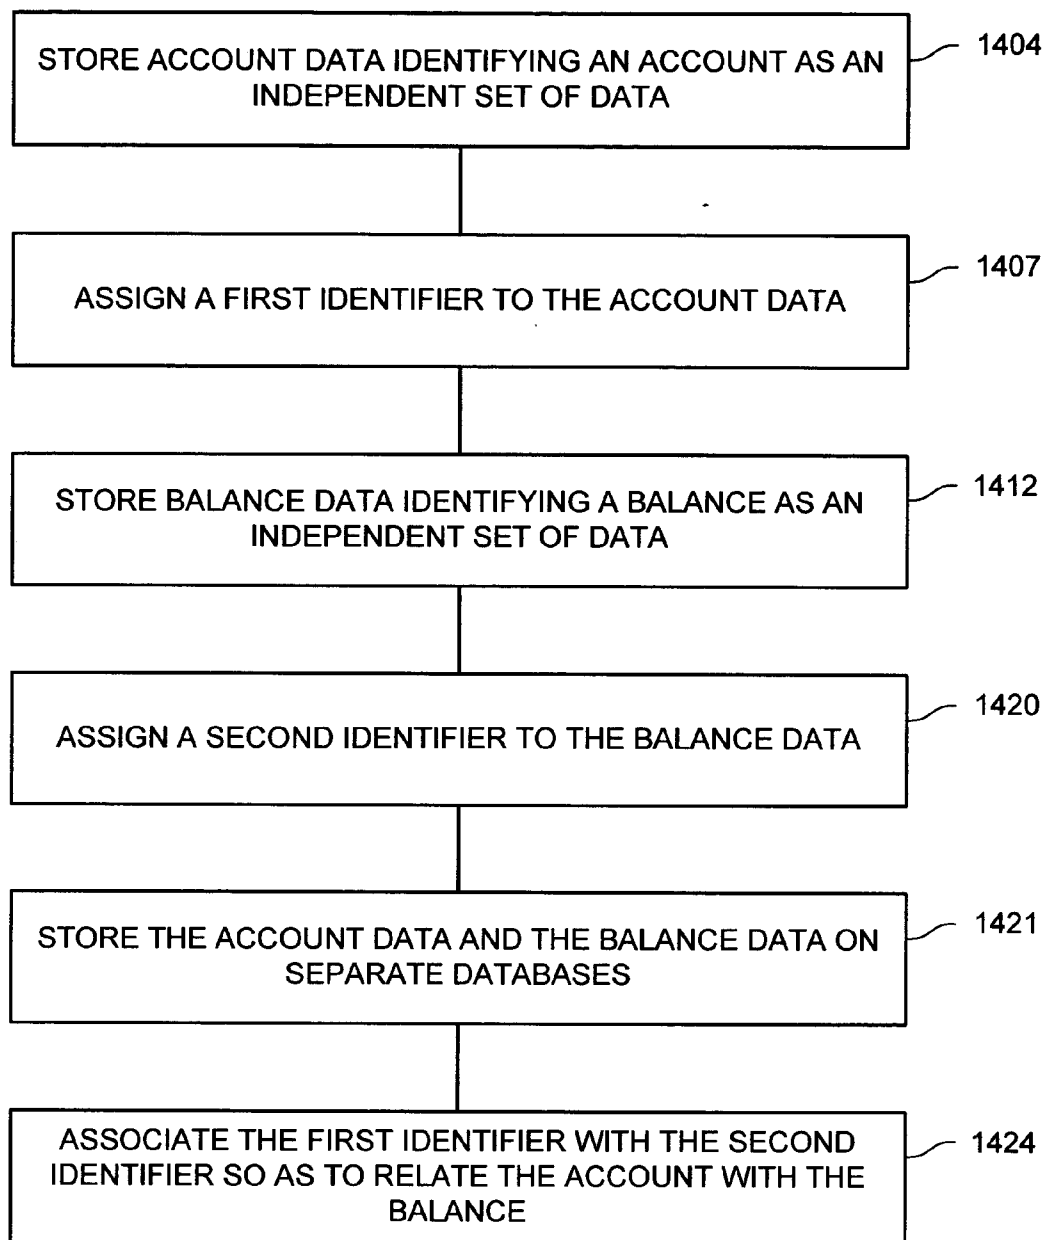 STORE ACCOUNT DATA IDENTIFYING AN ACCOUNT AS AN
INDEPENDENT SET OF DATA
1404
ASSIGN A FIRST IDENTIFIER TO THE ACCOUNT DATA
1407
STORE BALANCE DATA IDENTIFYING A BALANCE AS AN
INDEPENDENT SET OF DATA
1412
ASSIGN A SECOND IDENTIFIER TO THE BALANCE DATA
1420
STORE THE ACCOUNT DATA AND THE BALANCE DATA ON
SEPARATE DATABASES
1421
ASSOCIATE THE FIRST IDENTIFIER WITH THE SECOND
IDENTIFIER SO AS TO RELATE THE ACCOUNT WITH THE
BALANCE
1424